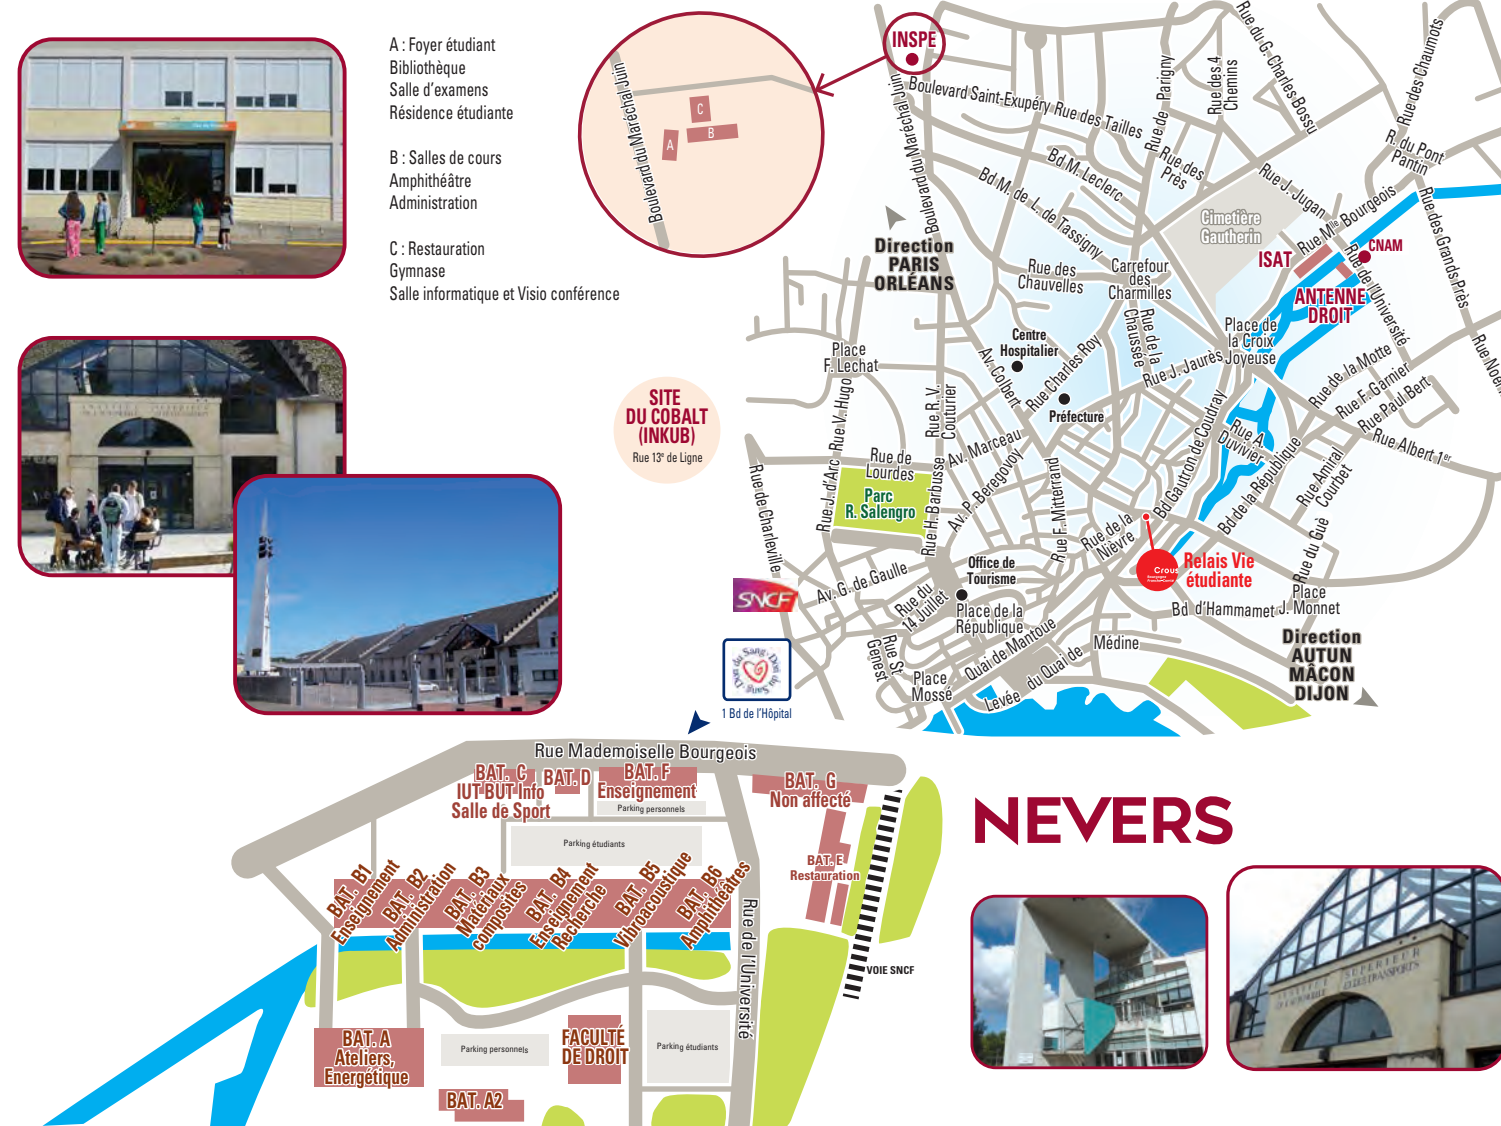 A : Foyer étudiant
Bibliothèque
Salle d'examens
Résidence étudiante
B : Salles de cours
Amphithéâtre
Administration
C : Restauration
Gymnase
Salle informatique et Visio conférence
Boulevard du Maréchal Juin
C
B
A
SITE
DU COBALT
(INKUB)
Rue 13e de Ligne
INSPE
Boulevard du Maréchal Juin
Boulevard Saint-Exupéry
Rue des Tailles
Rue de Parigny
Rue des 4
Chemins
Rue du G. Charles Bossu
Rue des Chaumots
R. du Pont
Pantin
Bd M. Leclerc
Rue des
Près
Bd M. de L. de Tassigny
Rue J. Jugan
Cimetière
Gautherin
Rue Mlle Bourgeois
Rue des Grands Près
CNAM
ISAT
Rue de l'Université
ANTENNE
DROIT
Direction
PARIS
ORLÉANS
Rue des
Chauvelles
Carrefour
des
Charmilles
Rue de la
Chaussée
Place de
la Croix
Joyeuse
Rue J. Jaurès
Centre
Hospitalier
Av. Colbert
Rue Charles Roy
Préfecture
Place
F. Lechat
Rue V. Hugo
Rue R. V.
Couturier
Rue de la Motte
Rue F. Garnier
Rue Paul Bert
Rue Albert 1er
Rue A.
Duvivier
Bd Gautron de Coudray
Bd de la République
Rue Amiral
Courbet
Rue du Guè
Av. Marceau
Rue de
Lourdes
Parc
R. Salengro
Rue J. d'Arc
Rue H. Barbusse
Av. P. Beregovoy
Rue F. Mitterrand
Rue de la
Nièvre
Rue de Charleville
SNCF
Av. G. de Gaulle
Rue du
14 Juillet
Office de
Tourisme
Place de la
République
Crous
Relais Vie
étudiante
Bd d'Hammamet
Place
J. Monnet
Direction
AUTUN
MÂCON
DIJON
Rue St
Genest
Place
Mossé
Quai de Mantoue
Levée du Quai de
Médine
Don du Sang
1 Bd de l'Hôpital
Rue Mademoiselle Bourgeois
BAT. C
IUT BUT Info
Salle de Sport
BAT. D
BAT. F
Enseignement
Parking personnels
BAT. G
Non affecté
Parking étudiants
BAT. E
Restauration
BAT. B1
Enseignement
BAT. B2
Administration
BAT. B3
Matériaux
composites
BAT. B4
Enseignement
Recherche
BAT. B5
Vibroacoustique
BAT. B6
Amphithéâtres
Rue de l'Université
VOIE SNCF
BAT. A
Ateliers,
Energétique
Parking personnels
FACULTÉ
DE DROIT
Parking étudiants
BAT. A2
NEVERS